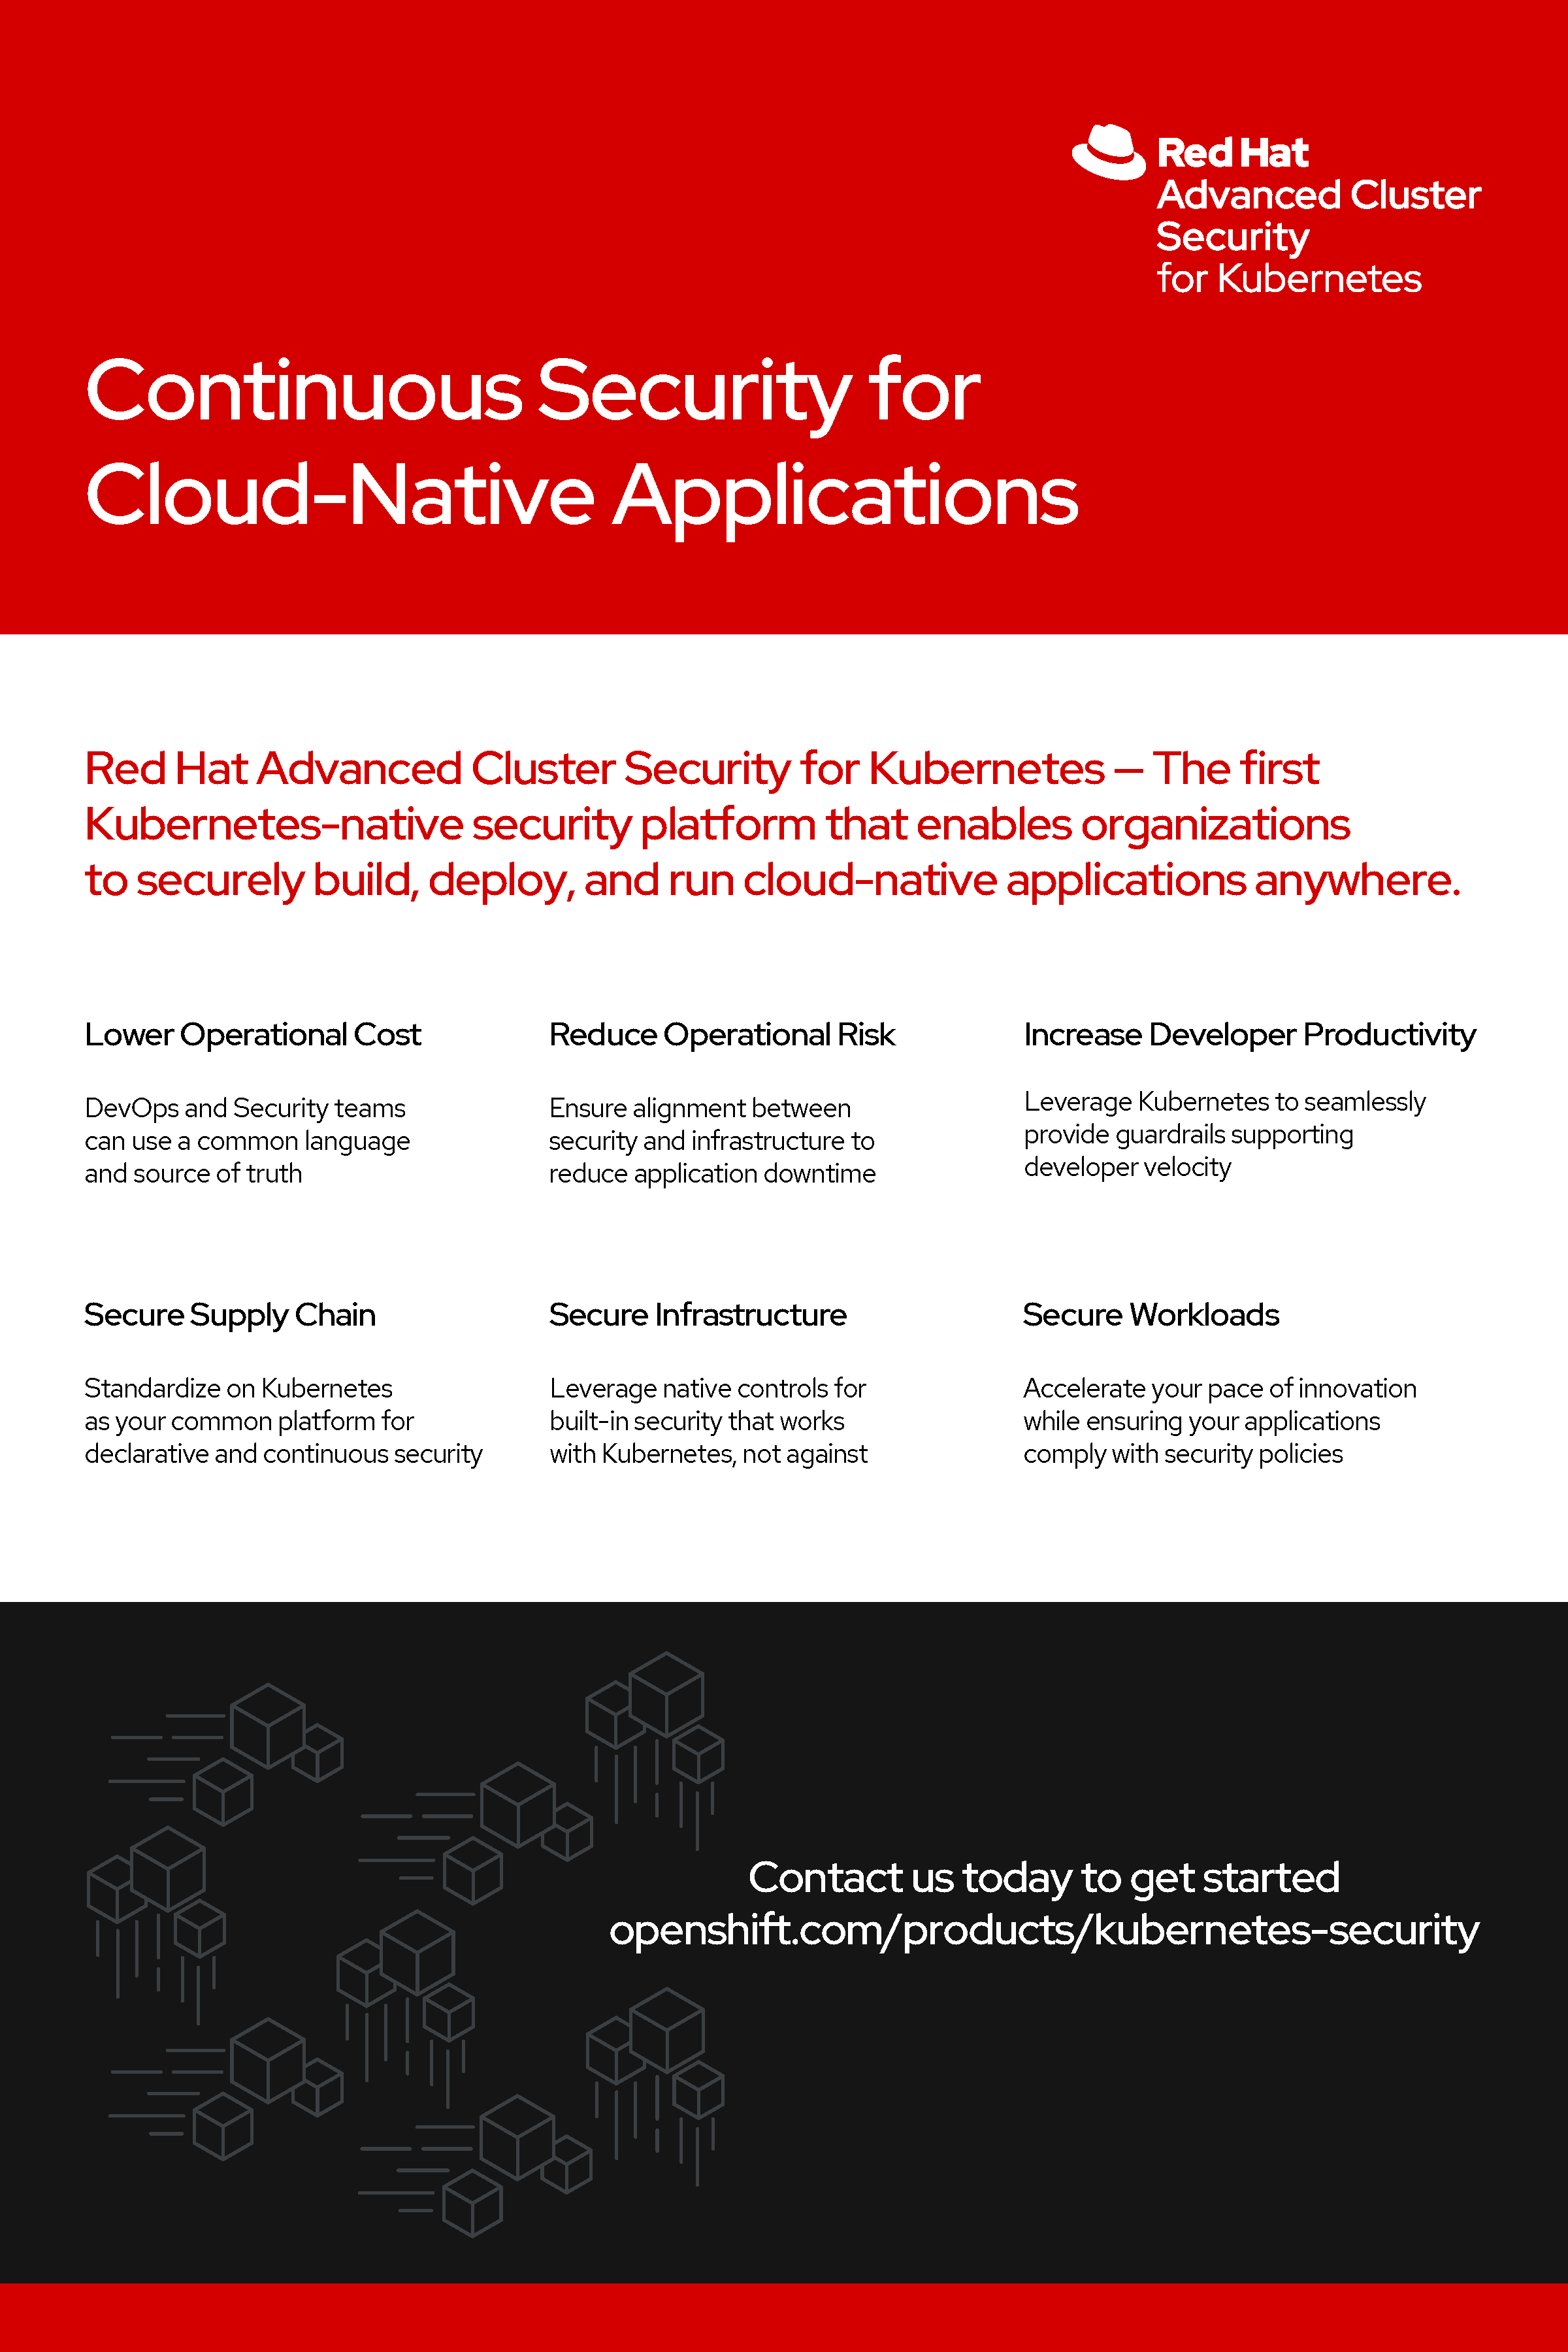 Red Hat
Advanced Cluster
Security
for Kubernetes
Continuous Security for
Cloud-Native Applications
Red Hat Advanced Cluster Security for Kubernetes — The first
Kubernetes-native security platform that enables organizations
to securely build, deploy, and run cloud-native applications anywhere.
Lower Operational Cost
DevOps and Security teams
can use a common language
and source of truth
Reduce Operational Risk
Ensure alignment between
security and infrastructure to
reduce application downtime
Increase Developer Productivity
Leverage Kubernetes to seamlessly
provide guardrails supporting
developer velocity
Secure Supply Chain
Standardize on Kubernetes
as your common platform for
declarative and continuous security
Secure Infrastructure
Leverage native controls for
built-in security that works
with Kubernetes, not against
Secure Workloads
Accelerate your pace of innovation
while ensuring your applications
comply with security policies
Contact us today to get started
openshift.com/products/kubernetes-security